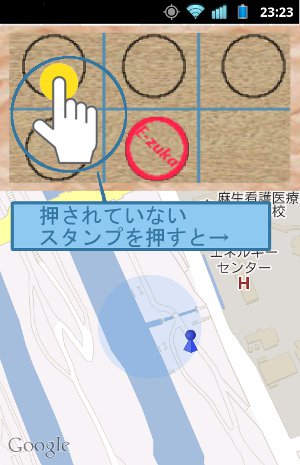 23:23
E-zuka
押されていない
スタンプを押すと→
麻生看護医療
校
エネルギー
センター
H
Google